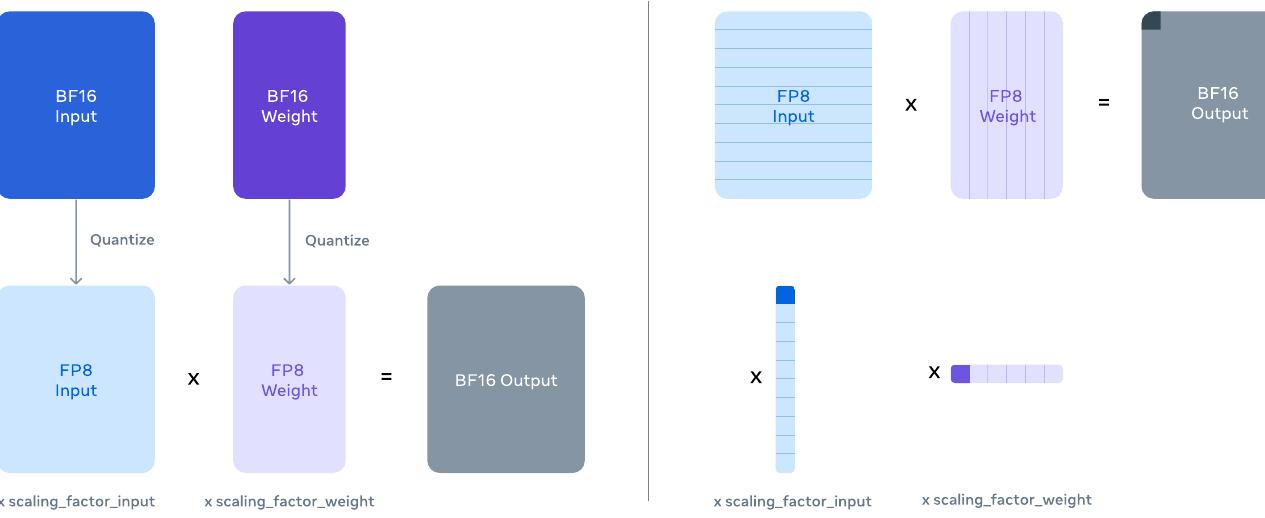 BF16
Input
BF16
Weight
Quantize
Quantize
FP8
Input
x
FP8
Weight
=
BF16 Output
x scaling_factor_input
x scaling_factor_weight
FP8
Input
x
FP8
Weight
=
BF16
Output
x
x
x scaling_factor_input
x scaling_factor_weight